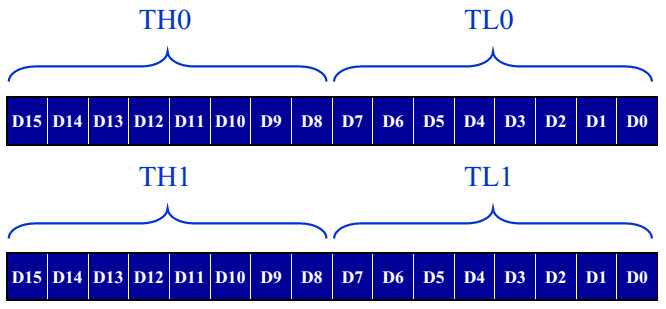 TH0 TL0
D15 D14 D13 D12 D11 D10 D9 D8 D7 D6 D5 D4 D3 D2 D1 D0
TH1 TL1
D15 D14 D13 D12 D11 D10 D9 D8 D7 D6 D5 D4 D3 D2 D1 D0